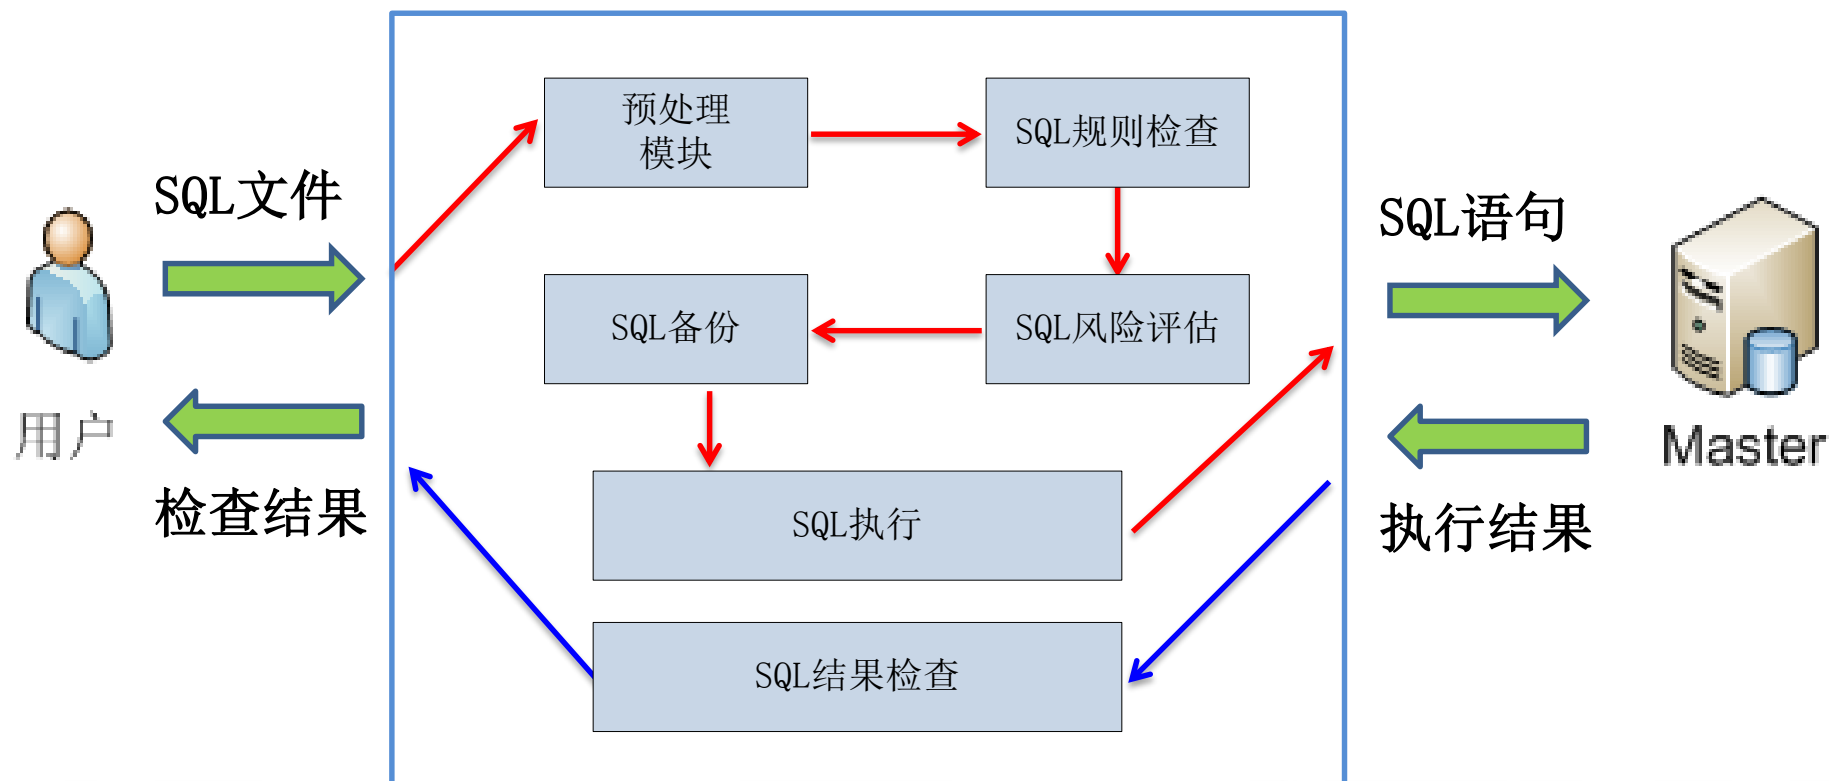 预处理
模块
SQL规则检查
SQL文件
SQL语句
SQL备份
SQL风险评估
用户
Master
检查结果
SQL执行
执行结果
SQL结果检查